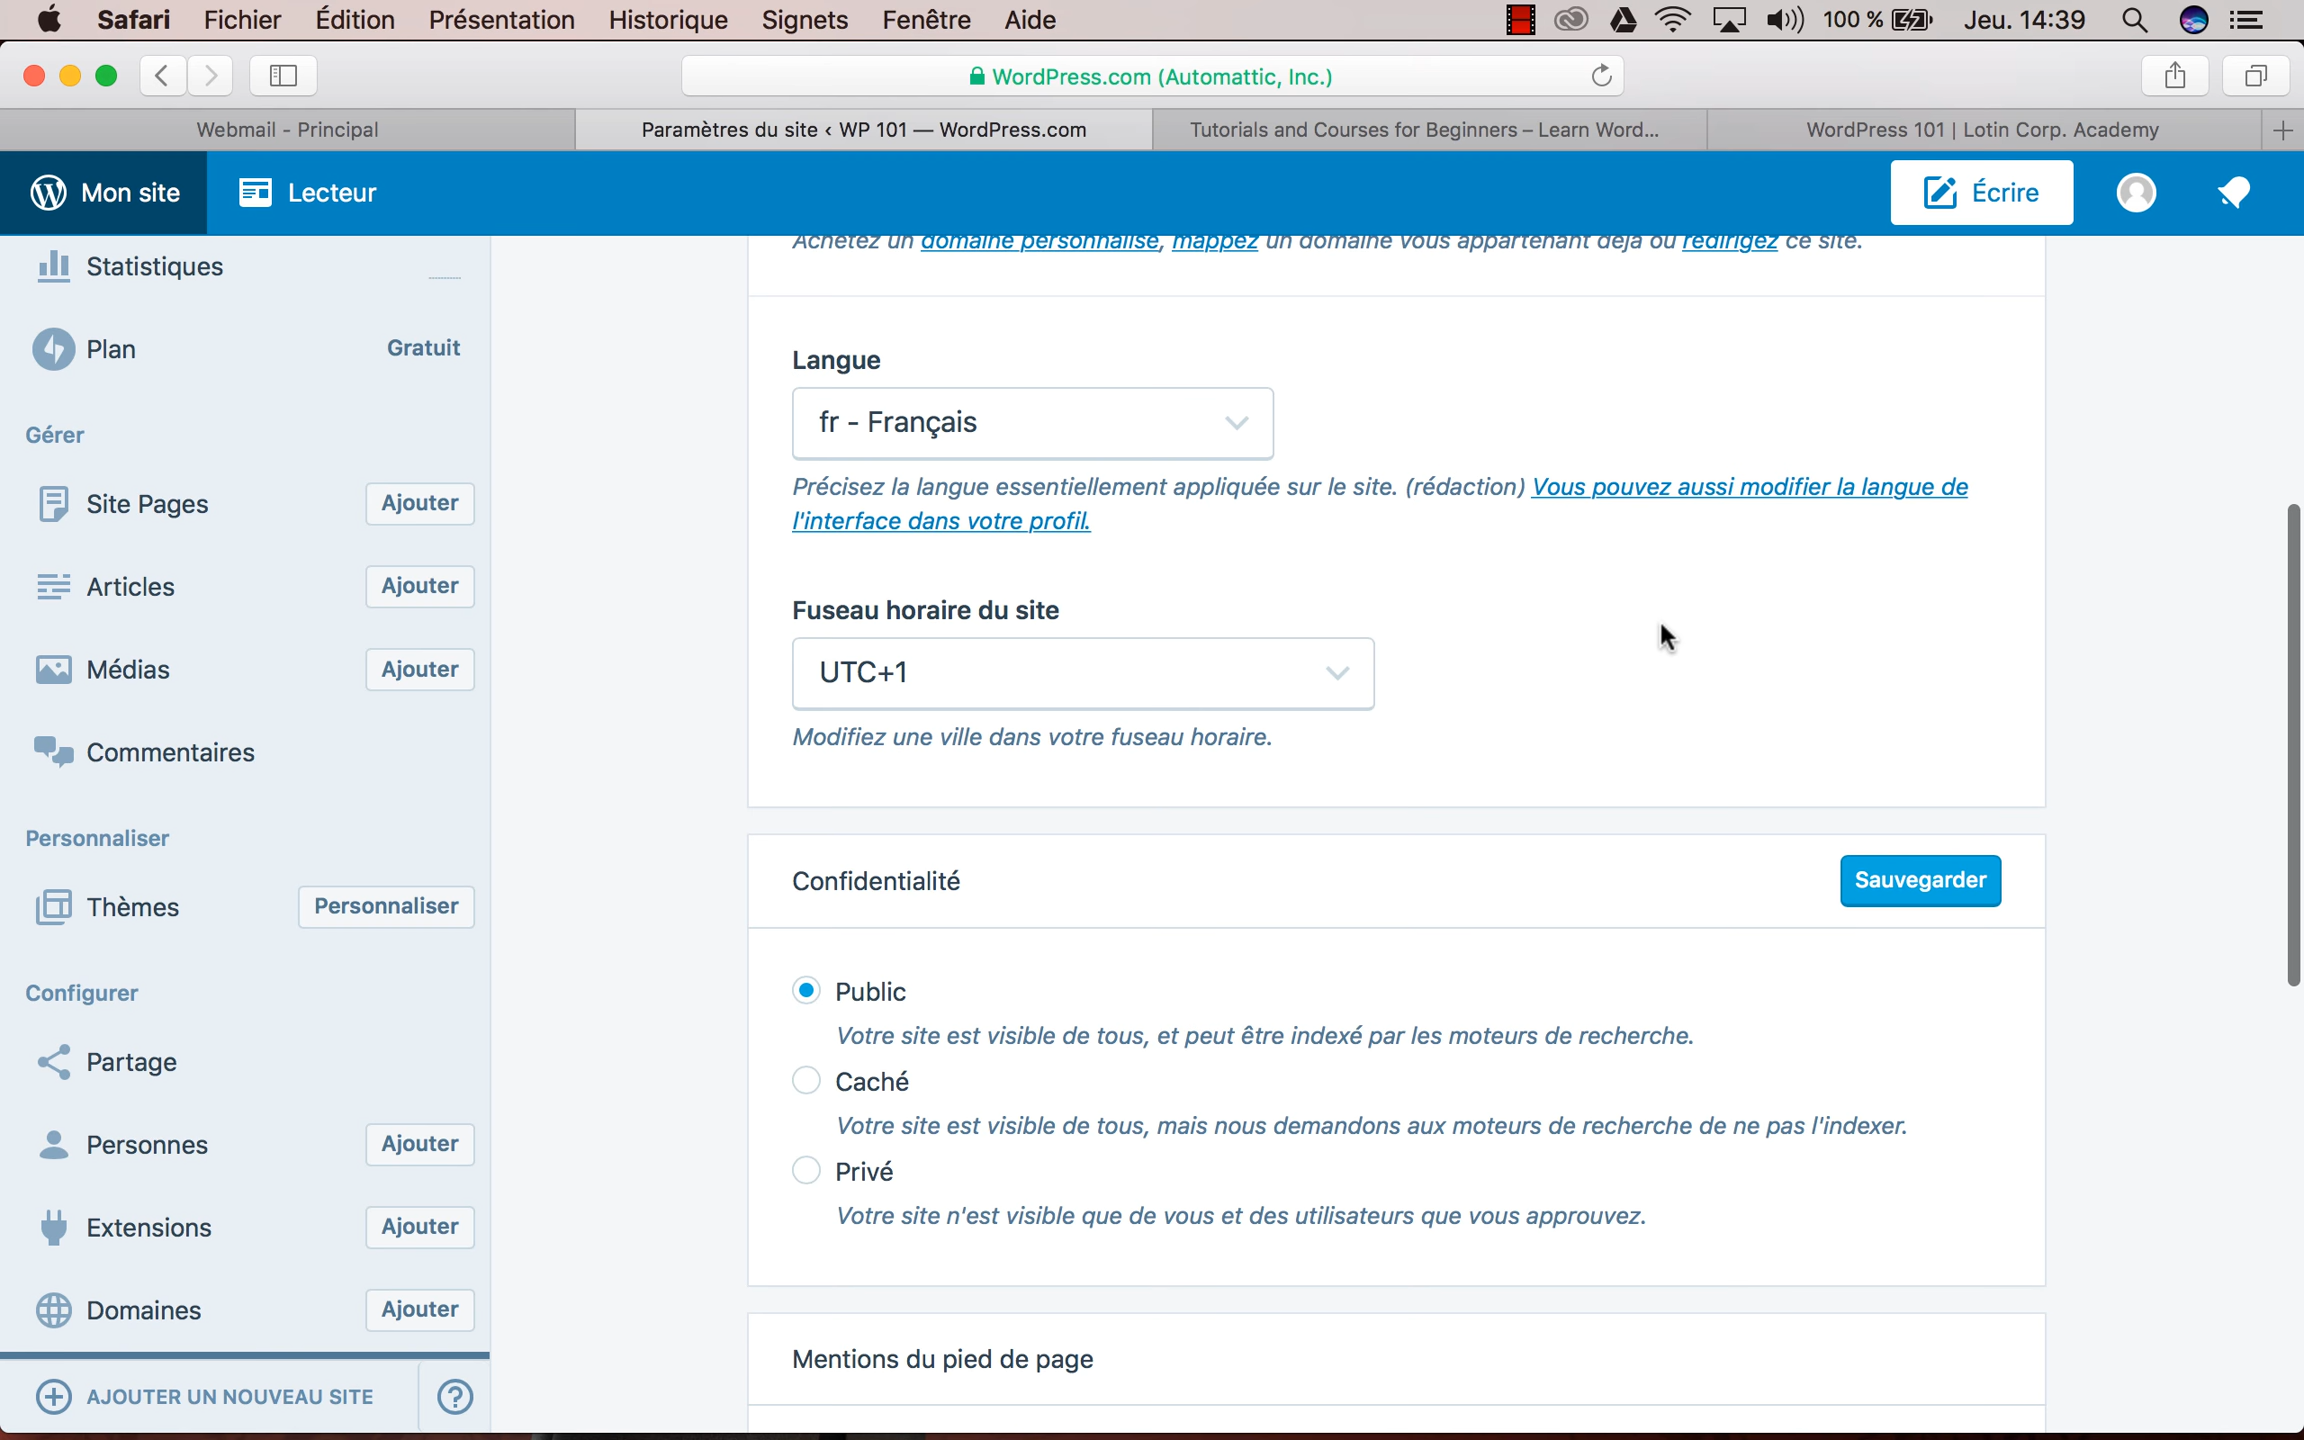 Safari Fichier Édition Présentation Historique Signets Fenêtre Aide 100 % Jeu. 14:39
WordPress.com (Automattic, Inc.)
Webmail - Principal
Paramètres du site ‹ WP 101 — WordPress.com
Tutorials and Courses for Beginners – Learn Word...
WordPress 101 | Lotin Corp. Academy
Mon site
Lecteur
Écrire
Statistiques
Plan Gratuit
Gérer
Site Pages Ajouter
Articles Ajouter
Médias Ajouter
Commentaires
Personnaliser
Thèmes Personnaliser
Configurer
Partage
Personnes Ajouter
Extensions Ajouter
Domaines Ajouter
AJOUTER UN NOUVEAU SITE
Achetez un domaine personnalisé, mappez un domaine vous appartenant déjà ou redirigez ce site.
Langue
fr - Français
Précisez la langue essentiellement appliquée sur le site. (rédaction) Vous pouvez aussi modifier la langue de
l'interface dans votre profil.
Fuseau horaire du site
UTC+1
Modifiez une ville dans votre fuseau horaire.
Confidentialité
Sauvegarder
Public
Votre site est visible de tous, et peut être indexé par les moteurs de recherche.
Caché
Votre site est visible de tous, mais nous demandons aux moteurs de recherche de ne pas l'indexer.
Privé
Votre site n'est visible que de vous et des utilisateurs que vous approuvez.
Mentions du pied de page